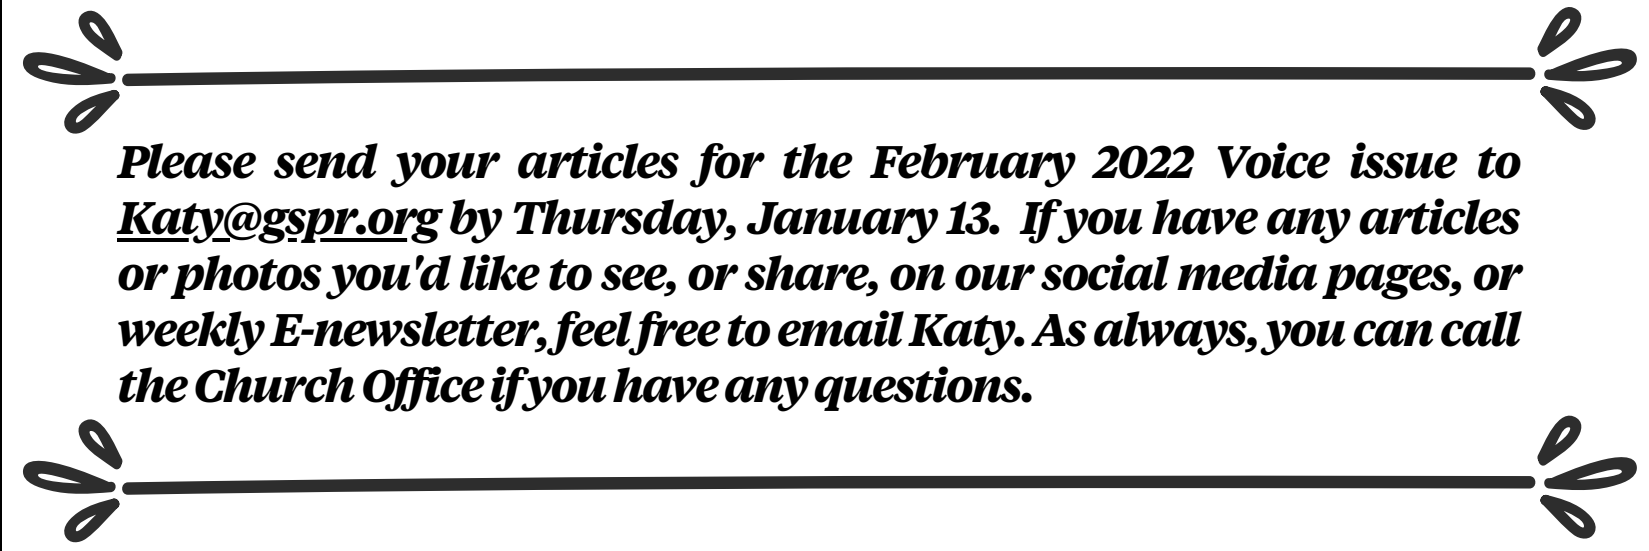 Please send your articles for the February 2022 Voice issue to
Katy@gspr.org by Thursday, January 13.  If you have any articles
or photos you'd like to see, or share, on our social media pages, or
weekly E-newsletter, feel free to email Katy. As always, you can call
the Church Office if you have any questions.